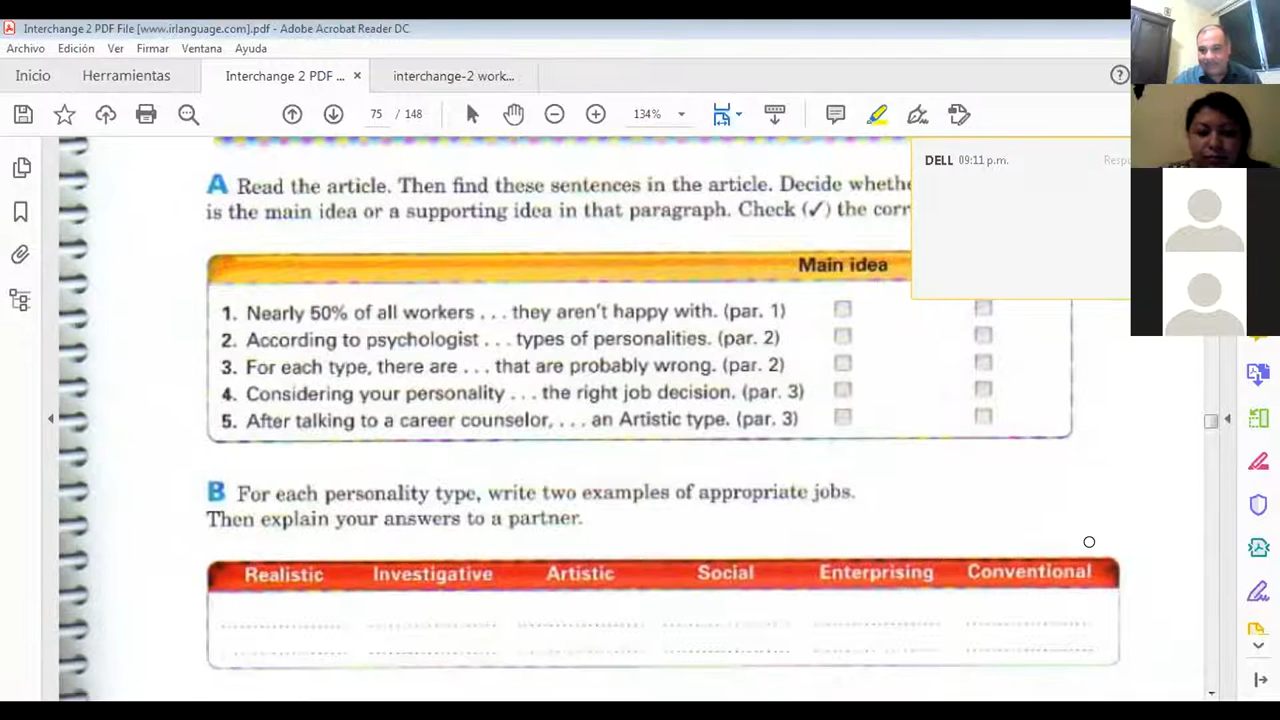 Interchange 2 PDF File [www.irlanguage.com].pdf - Adobe Acrobat Reader DC
Archivo Edición Ver Firmar Ventana Ayuda
Inicio Herramientas Interchange 2 PDF ... × interchange-2 work...
75 / 148 134%
DELL 09:11 p.m. Resp
A Read the article. Then find these sentences in the article. Decide whethe
is the main idea or a supporting idea in that paragraph. Check (✓) the corr
Main idea
1. Nearly 50% of all workers . . . they aren't happy with. (par. 1)
2. According to psychologist . . . types of personalities. (par. 2)
3. For each type, there are . . . that are probably wrong. (par. 2)
4. Considering your personality . . . the right job decision. (par. 3)
5. After talking to a career counselor, . . . an Artistic type. (par. 3)
B For each personality type, write two examples of appropriate jobs.
Then explain your answers to a partner.
Realistic Investigative Artistic Social Enterprising Conventional